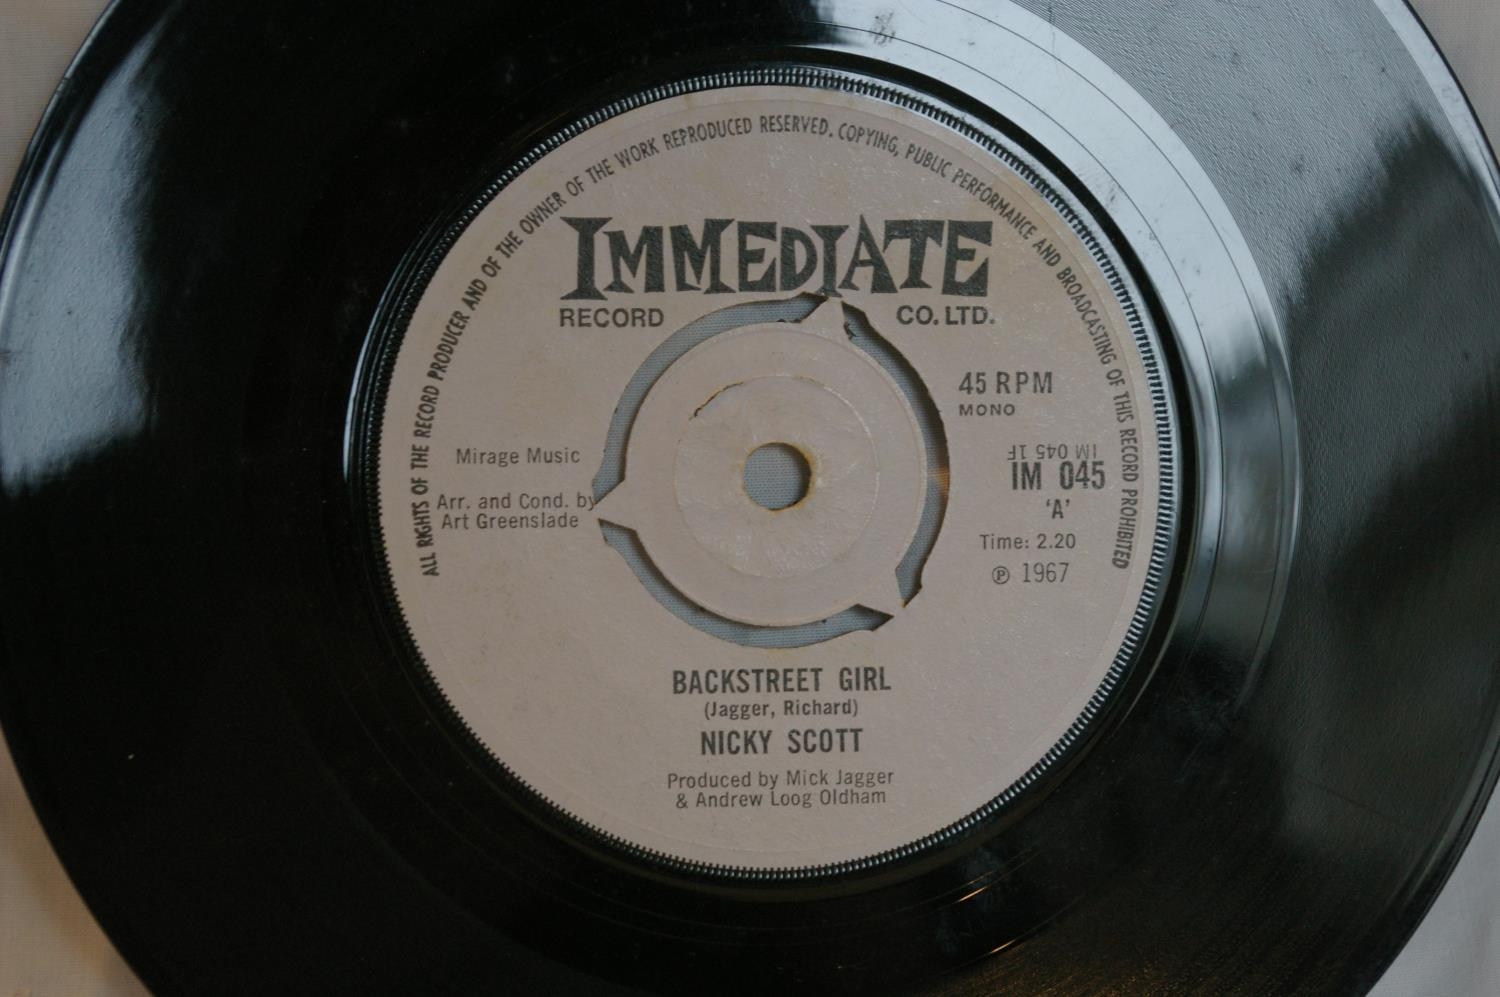 ALL RIGHTS OF THE RECORD PRODUCER AND OF THE OWNER OF THE WORK REPRODUCED RESERVED. COPYING, PUBLIC PERFORMANCE AND BROADCASTING OF THIS RECORD PROHIBITED
IMMEDIATE
RECORD CO. LTD.
45 RPM
MONO
Mirage Music
Arr. and Cond. by
Art Greenslade
IM 045 1F
IM 045
'A'
Time: 2.20
℗ 1967
BACKSTREET GIRL
(Jagger, Richard)
NICKY SCOTT
Produced by Mick Jagger
& Andrew Loog Oldham